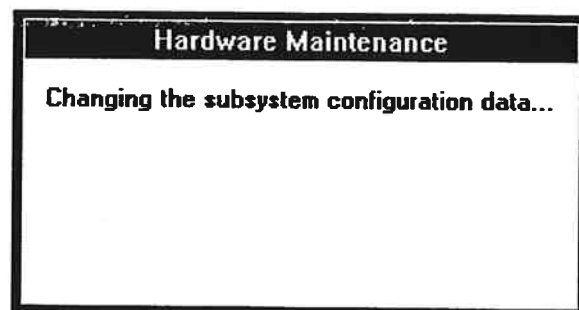 Hardware Maintenance
Changing the subsystem configuration data...